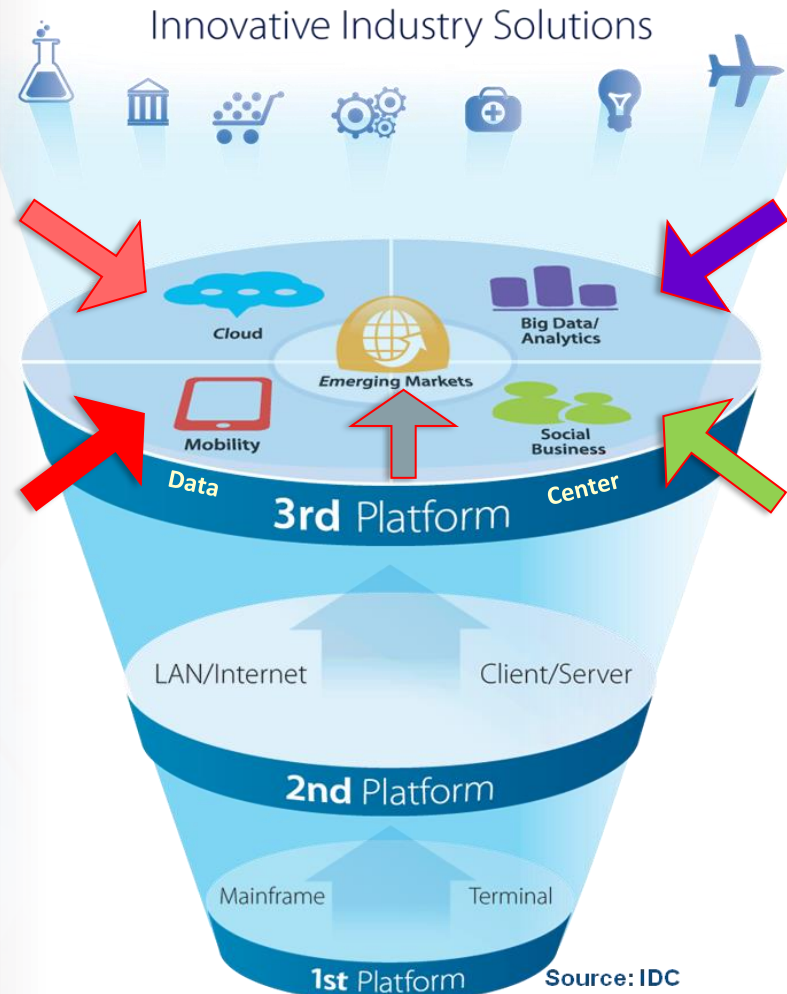 Innovative Industry Solutions
Cloud
Big Data/
Analytics
Emerging Markets
Mobility
Social
Business
Data
Center
3rd Platform
LAN/Internet
Client/Server
2nd Platform
Mainframe
Terminal
1st Platform
Source: IDC